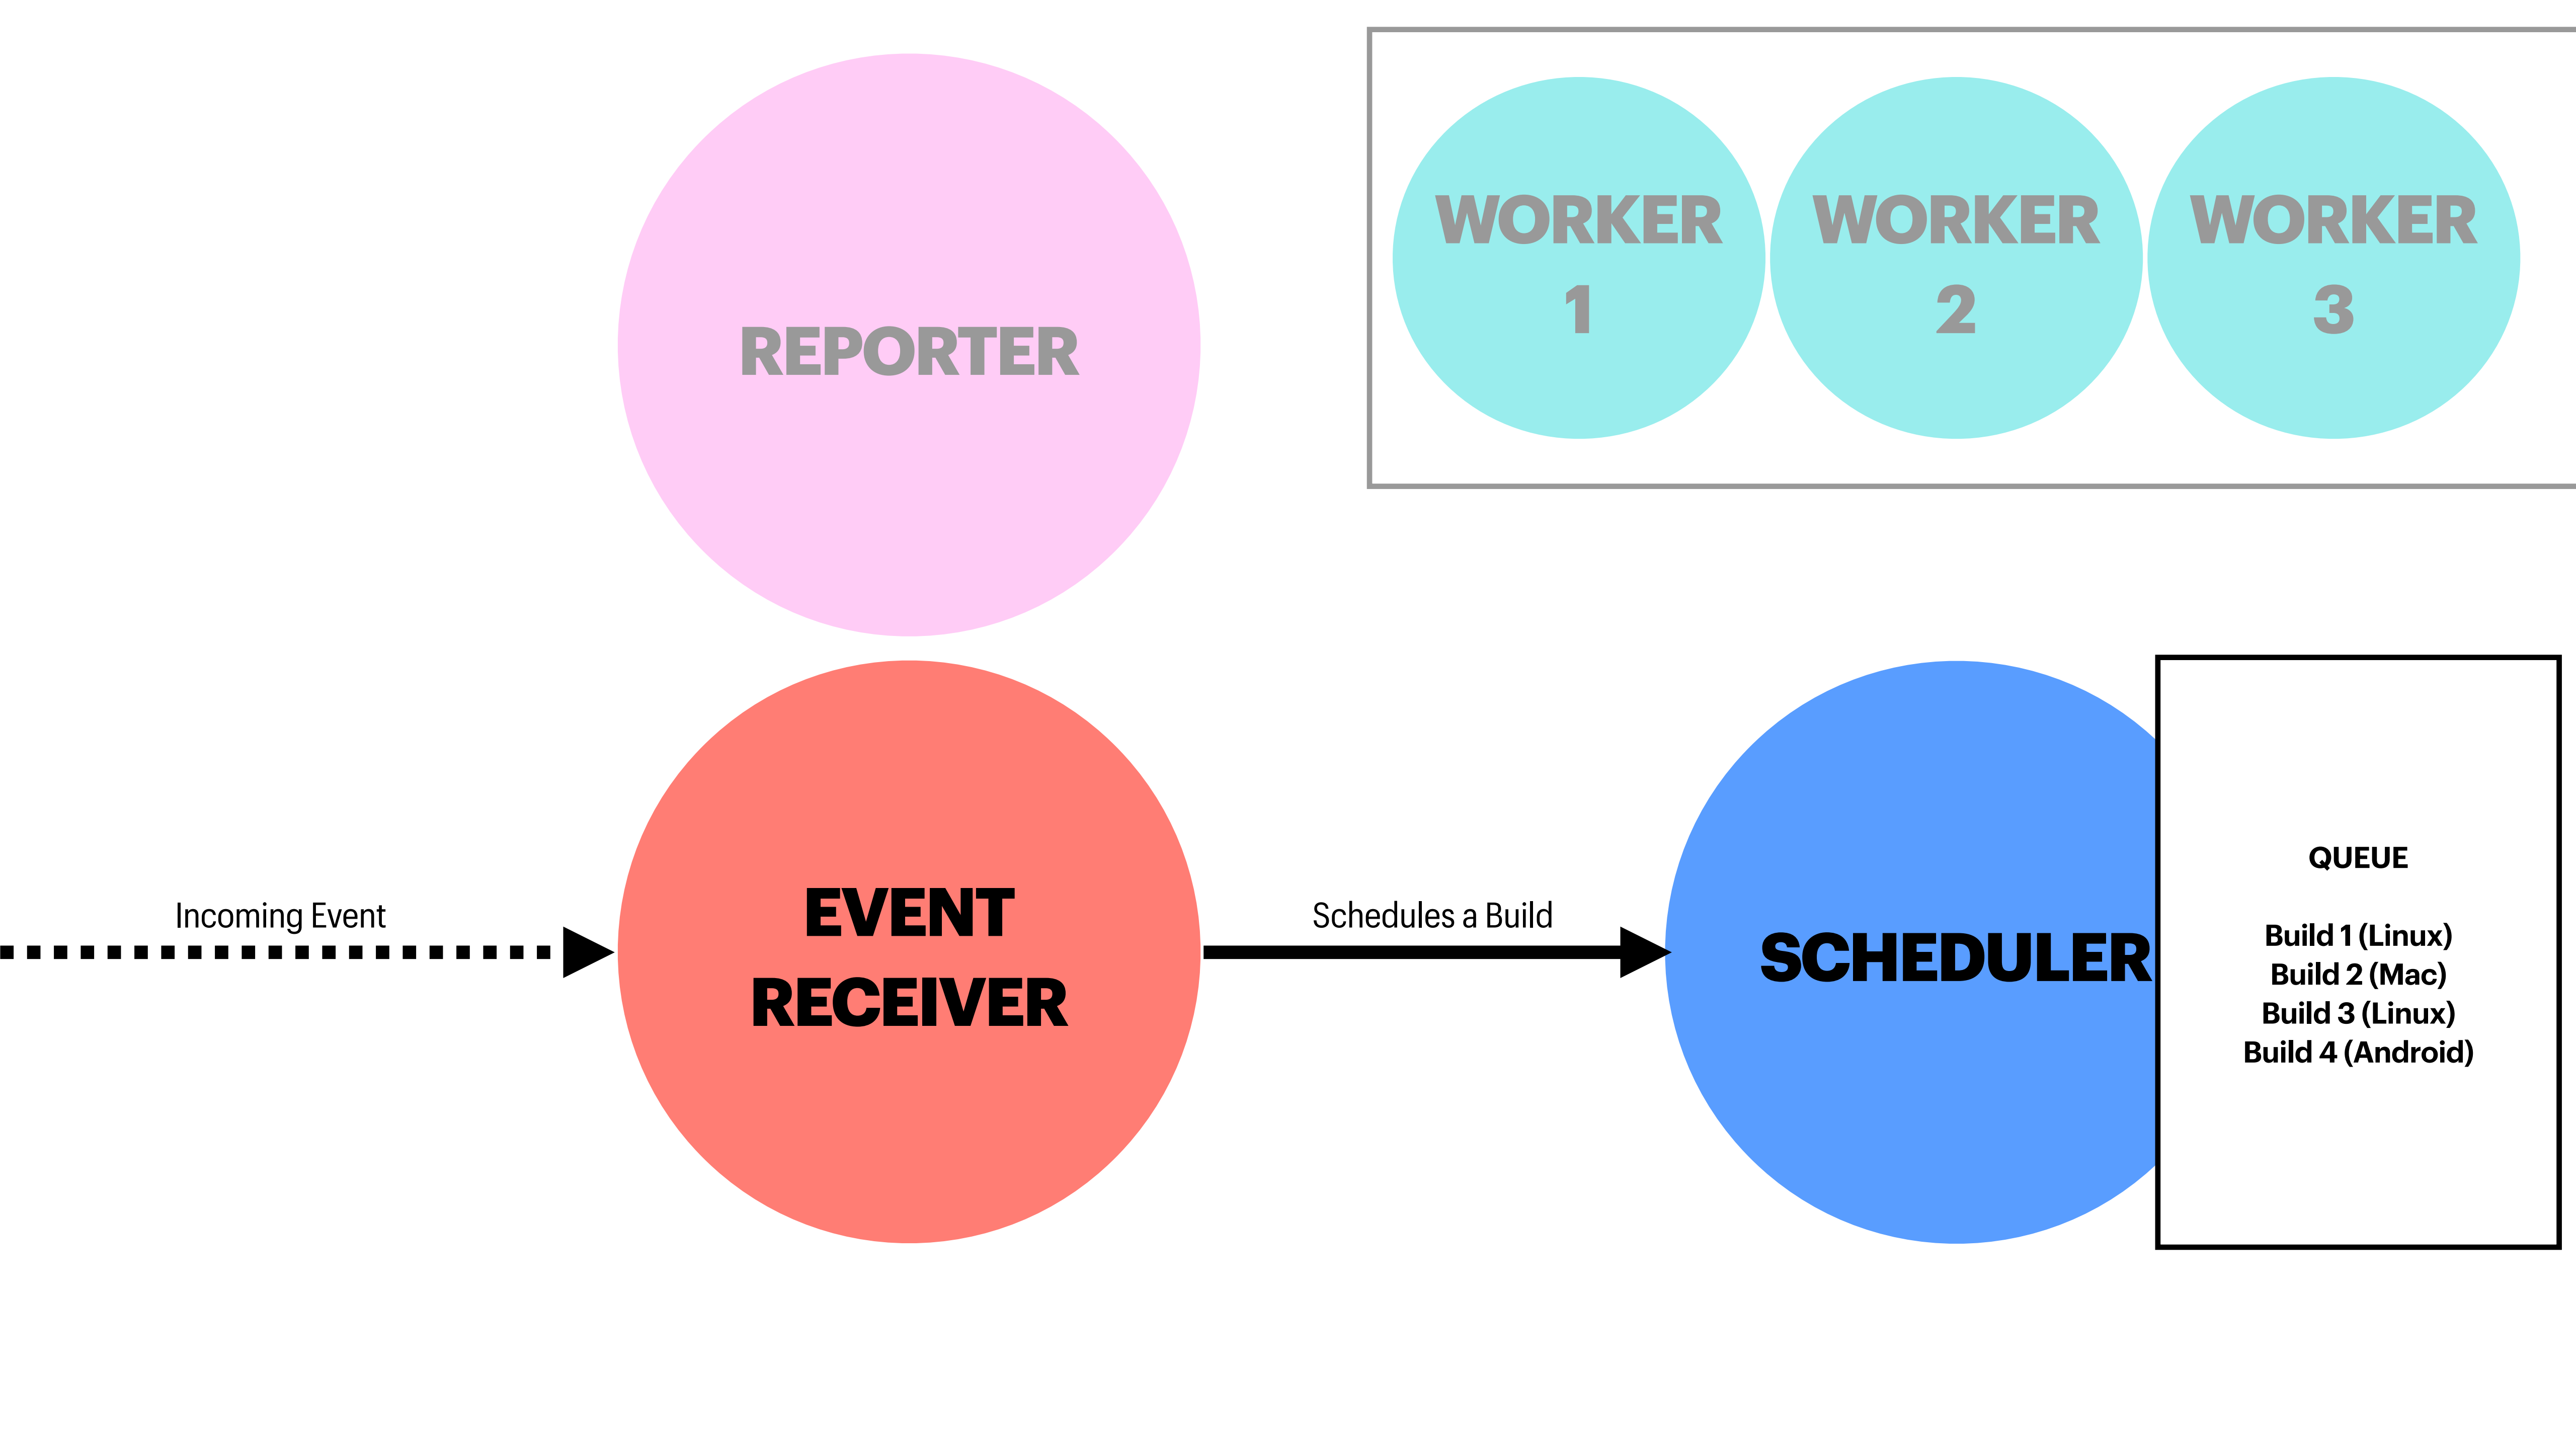 REPORTER
WORKER
1
WORKER
2
WORKER
3
Incoming Event
EVENT
RECEIVER
Schedules a Build
SCHEDULER
QUEUE
Build 1 (Linux)
Build 2 (Mac)
Build 3 (Linux)
Build 4 (Android)